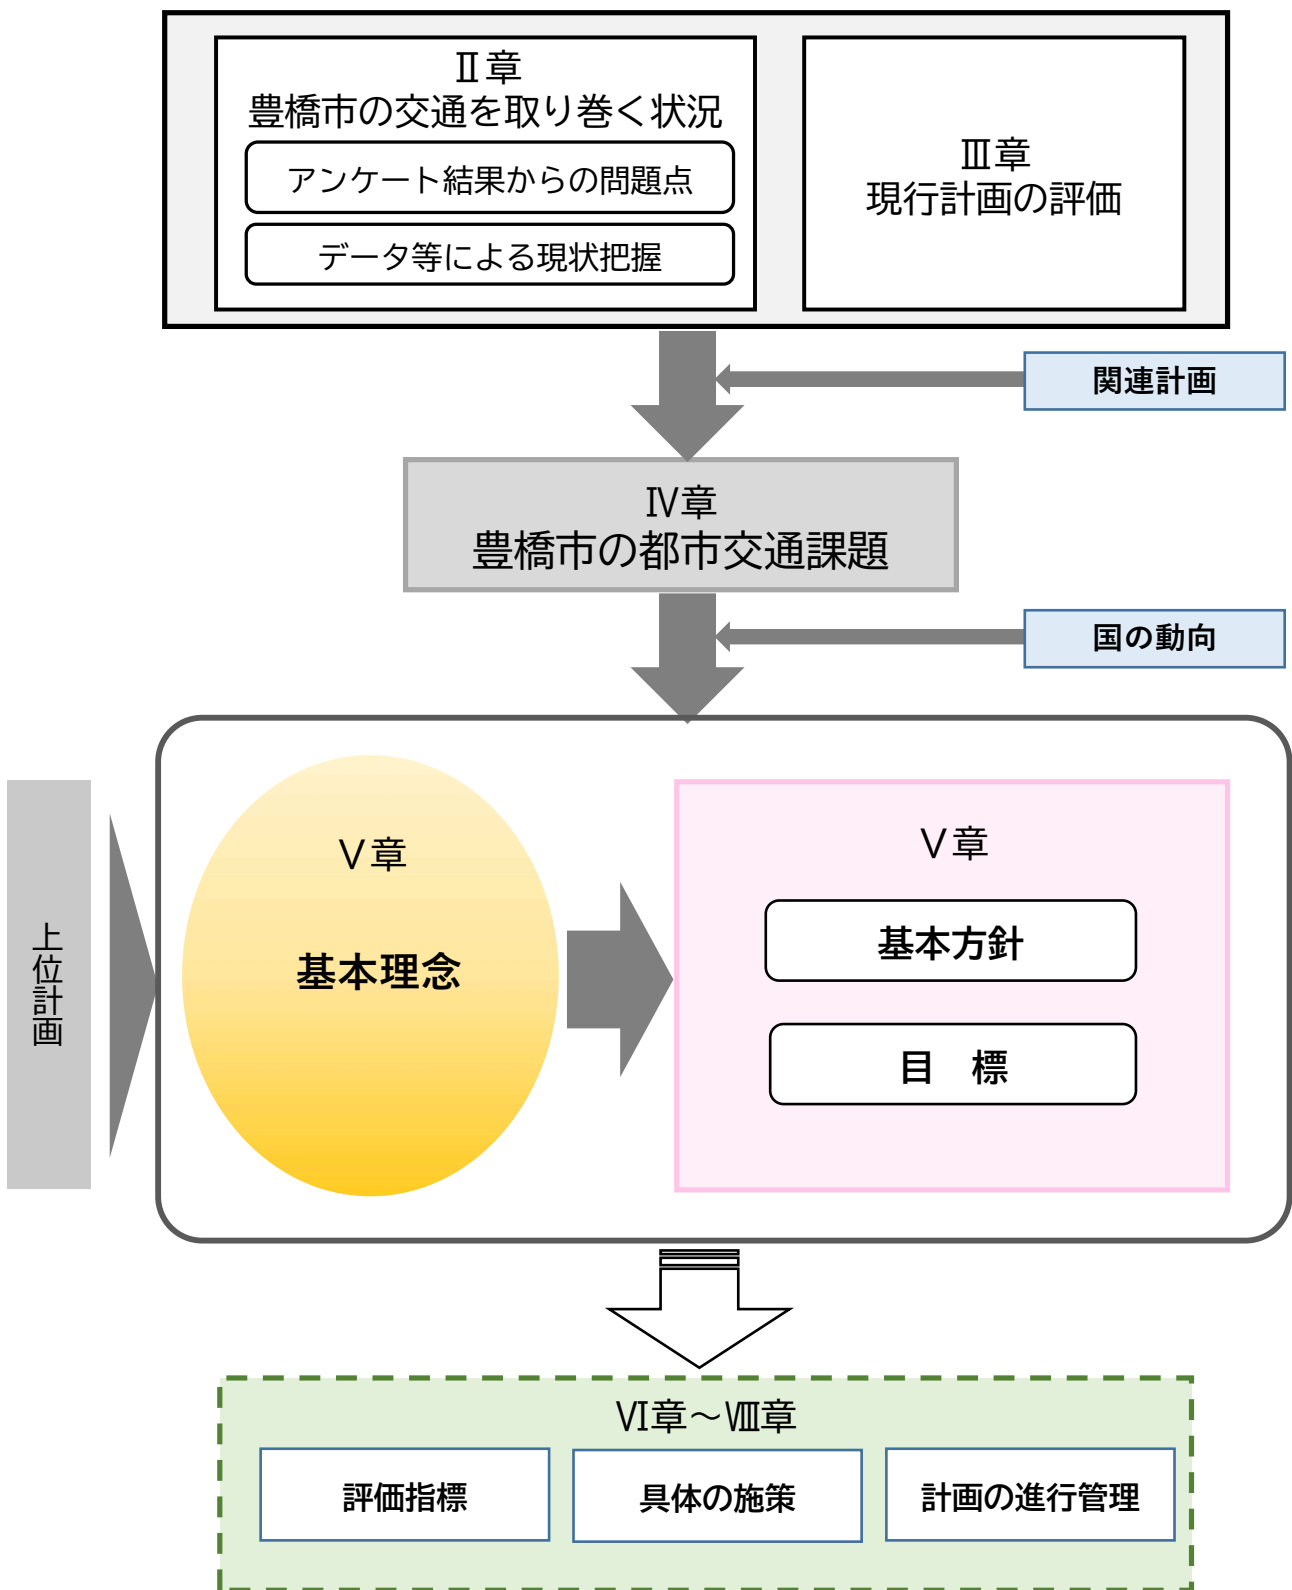 Ⅱ章
豊橋市の交通を取り巻く状況
アンケート結果からの問題点
データ等による現状把握
Ⅲ章
現行計画の評価
関連計画
Ⅳ章
豊橋市の都市交通課題
国の動向
上位計画
Ⅴ章
基本理念
Ⅴ章
基本方針
目　標
Ⅵ章～Ⅷ章
評価指標
具体の施策
計画の進行管理